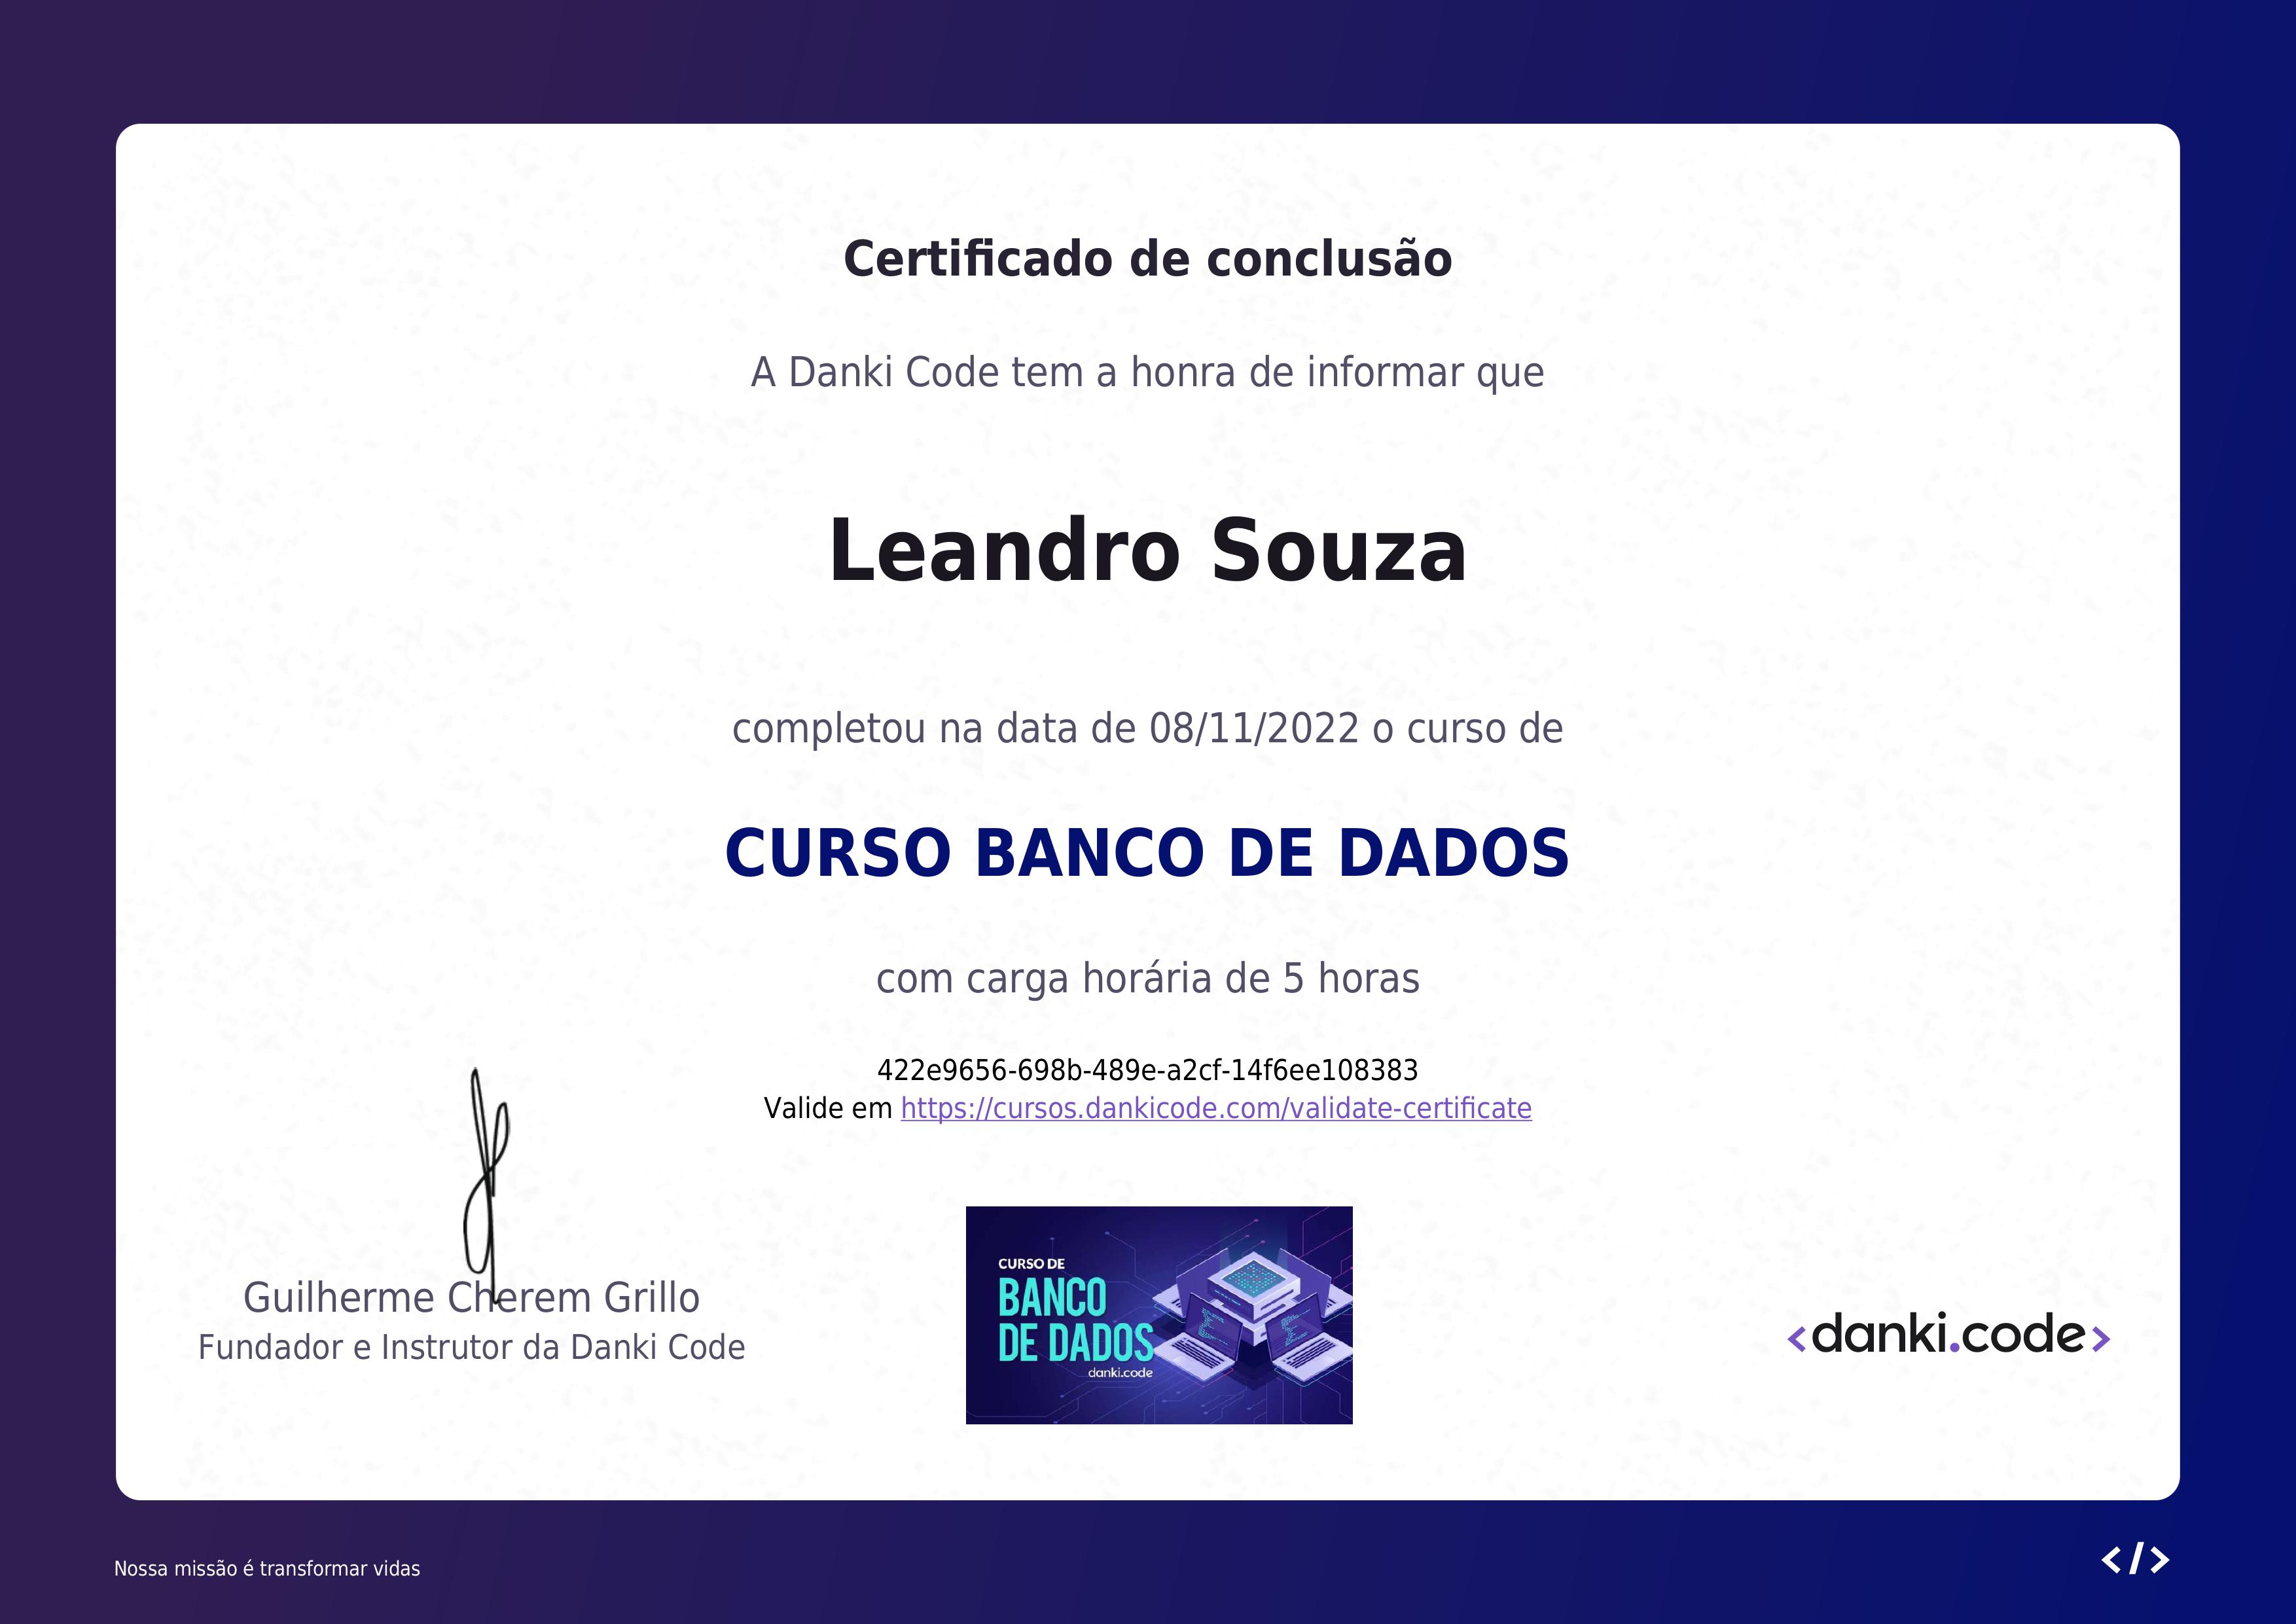 Certificado de conclusão
A Danki Code tem a honra de informar que
Leandro Souza
completou na data de 08/11/2022 o curso de
CURSO BANCO DE DADOS
com carga horária de 5 horas
422e9656-698b-489e-a2cf-14f6ee108383
Valide em https://cursos.dankicode.com/validate-certificate
Guilherme Cherem Grillo
Fundador e Instrutor da Danki Code
CURSO DE
BANCO
DE DADOS
danki.code
<danki.code>
Nossa missão é transformar vidas
</>